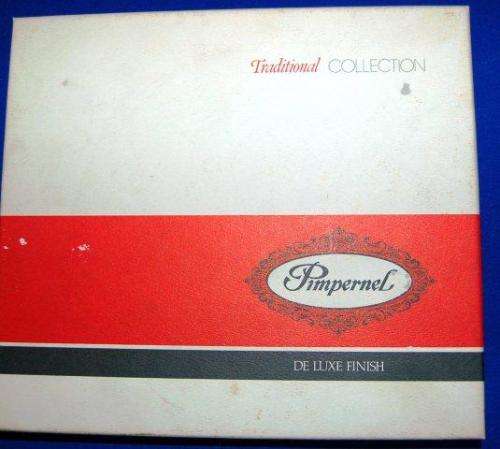 Traditional COLLECTION
Pimpernel
DE LUXE FINISH